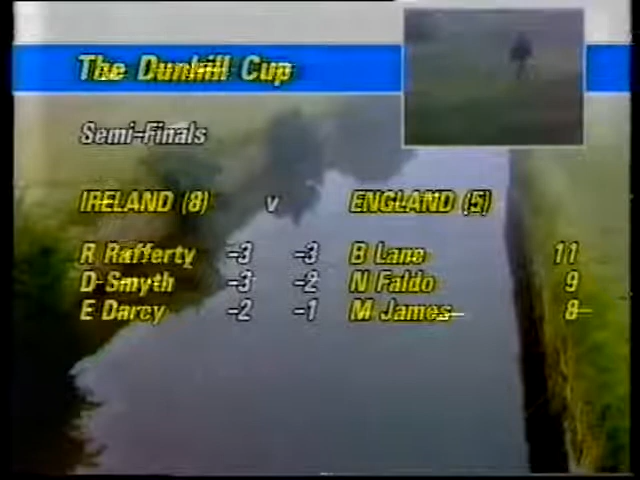 The Dunhill Cup
Semi-Finals
IRELAND (8) v ENGLAND (5)
R Rafferty -3 -3 B Lane 11
D Smyth -3 -2 N Faldo 9
E Darcy -2 -1 M James 8